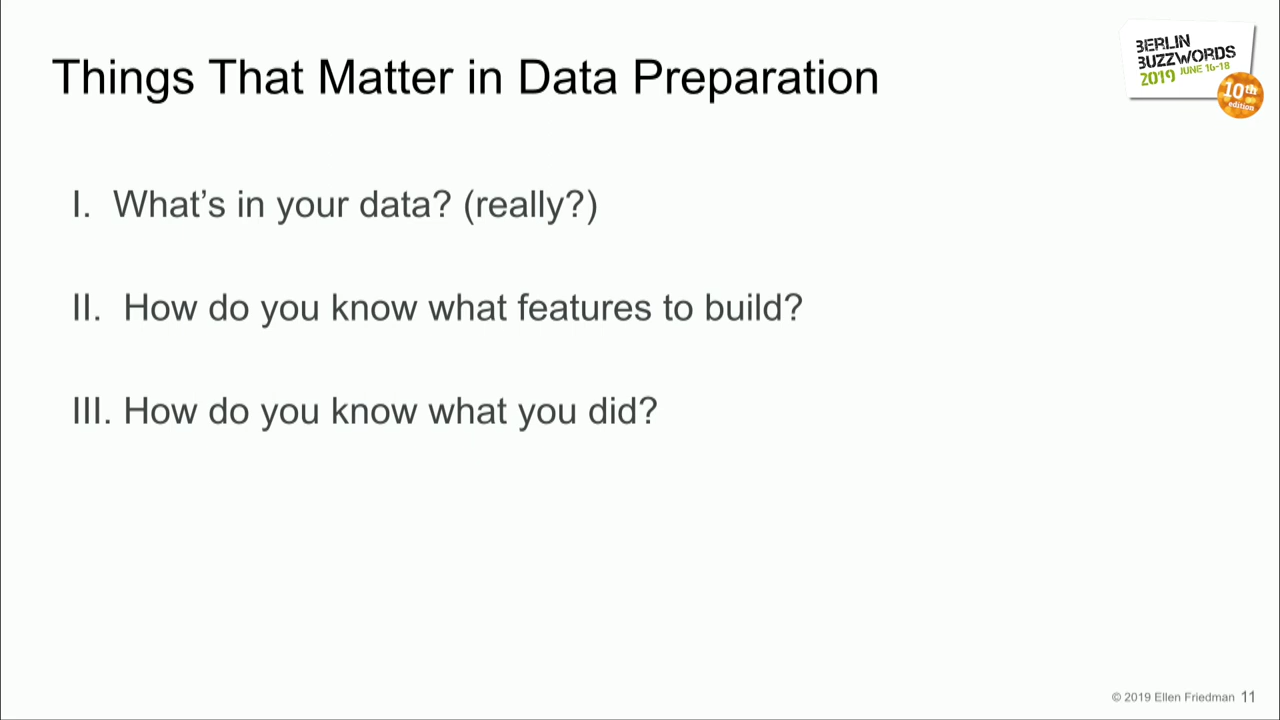 Things That Matter in Data Preparation
BERLIN
BUZZWORDS
2019 JUNE 16-18
10th
edition
I. What's in your data? (really?)
II. How do you know what features to build?
III. How do you know what you did?
© 2019 Ellen Friedman 11